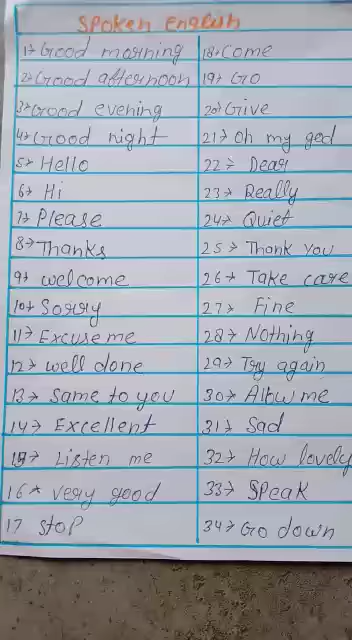 Spoken English
1→Good morning
2→Good afternoon
3→Good evening
4→Good night
5→Hello
6→Hi
7→Please
8→Thanks
9→welcome
10→Sorry
11→Excuse me
12→well done
13→Same to you
14→Excellent
15→Listen me
16→very good
17 Stop
18→Come
19→Go
20→Give
21→Oh my god
22→Dear
23→Really
24→Quiet
25→Thank you
26→Take care
27→Fine
28→Nothing
29→Try again
30→Allow me
31→Sad
32→How lovely
33→Speak
34→Go down